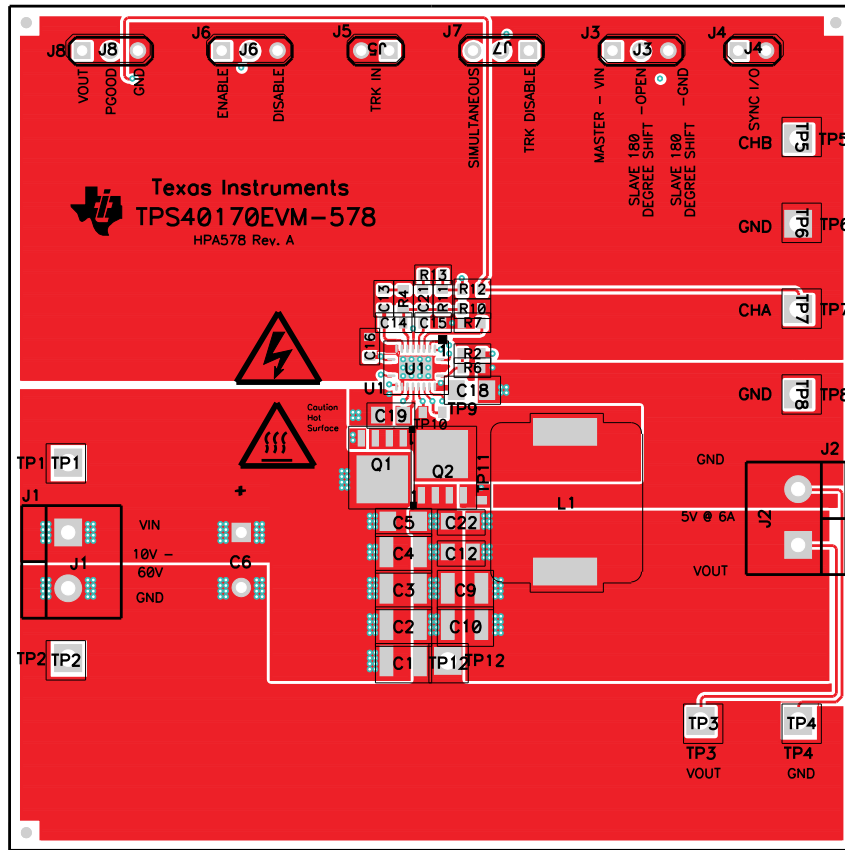 J8 J8
J6 J6
J5 J5
J7 J7
J3 J3
J4 J4
VOUT
PGOOD
GND
ENABLE
DISABLE
TRK IN
SIMULTANEOUS
TRK DISABLE
MASTER - VIN
SLAVE 180 -OPEN
DEGREE SHIFT
SLAVE 180 -GND
DEGREE SHIFT
SYNC I/O
CHB TP5 TP5
Texas Instruments
TPS40170EVM-578
HPA578 Rev. A
GND TP6 TP6
CHA TP7 TP7
GND TP8 TP8
R13
C13 R4 C21 R11 R12
R10
C14 C15 R7
C16 1 R2
U1 R6
U1 C18
C19 TP10 TP9
Caution
Hot
Surface
Q1 Q2 TP11
L1
TP1 TP1
J1
VIN
J1 10V -
60V
GND
+
C6
TP2 TP2
C5 C22
C4 C12
C3 C9
C2 C10
C1 TP12 TP12
GND
J2
5V @ 6A J2
VOUT
TP3 TP4
TP3 TP4
VOUT GND